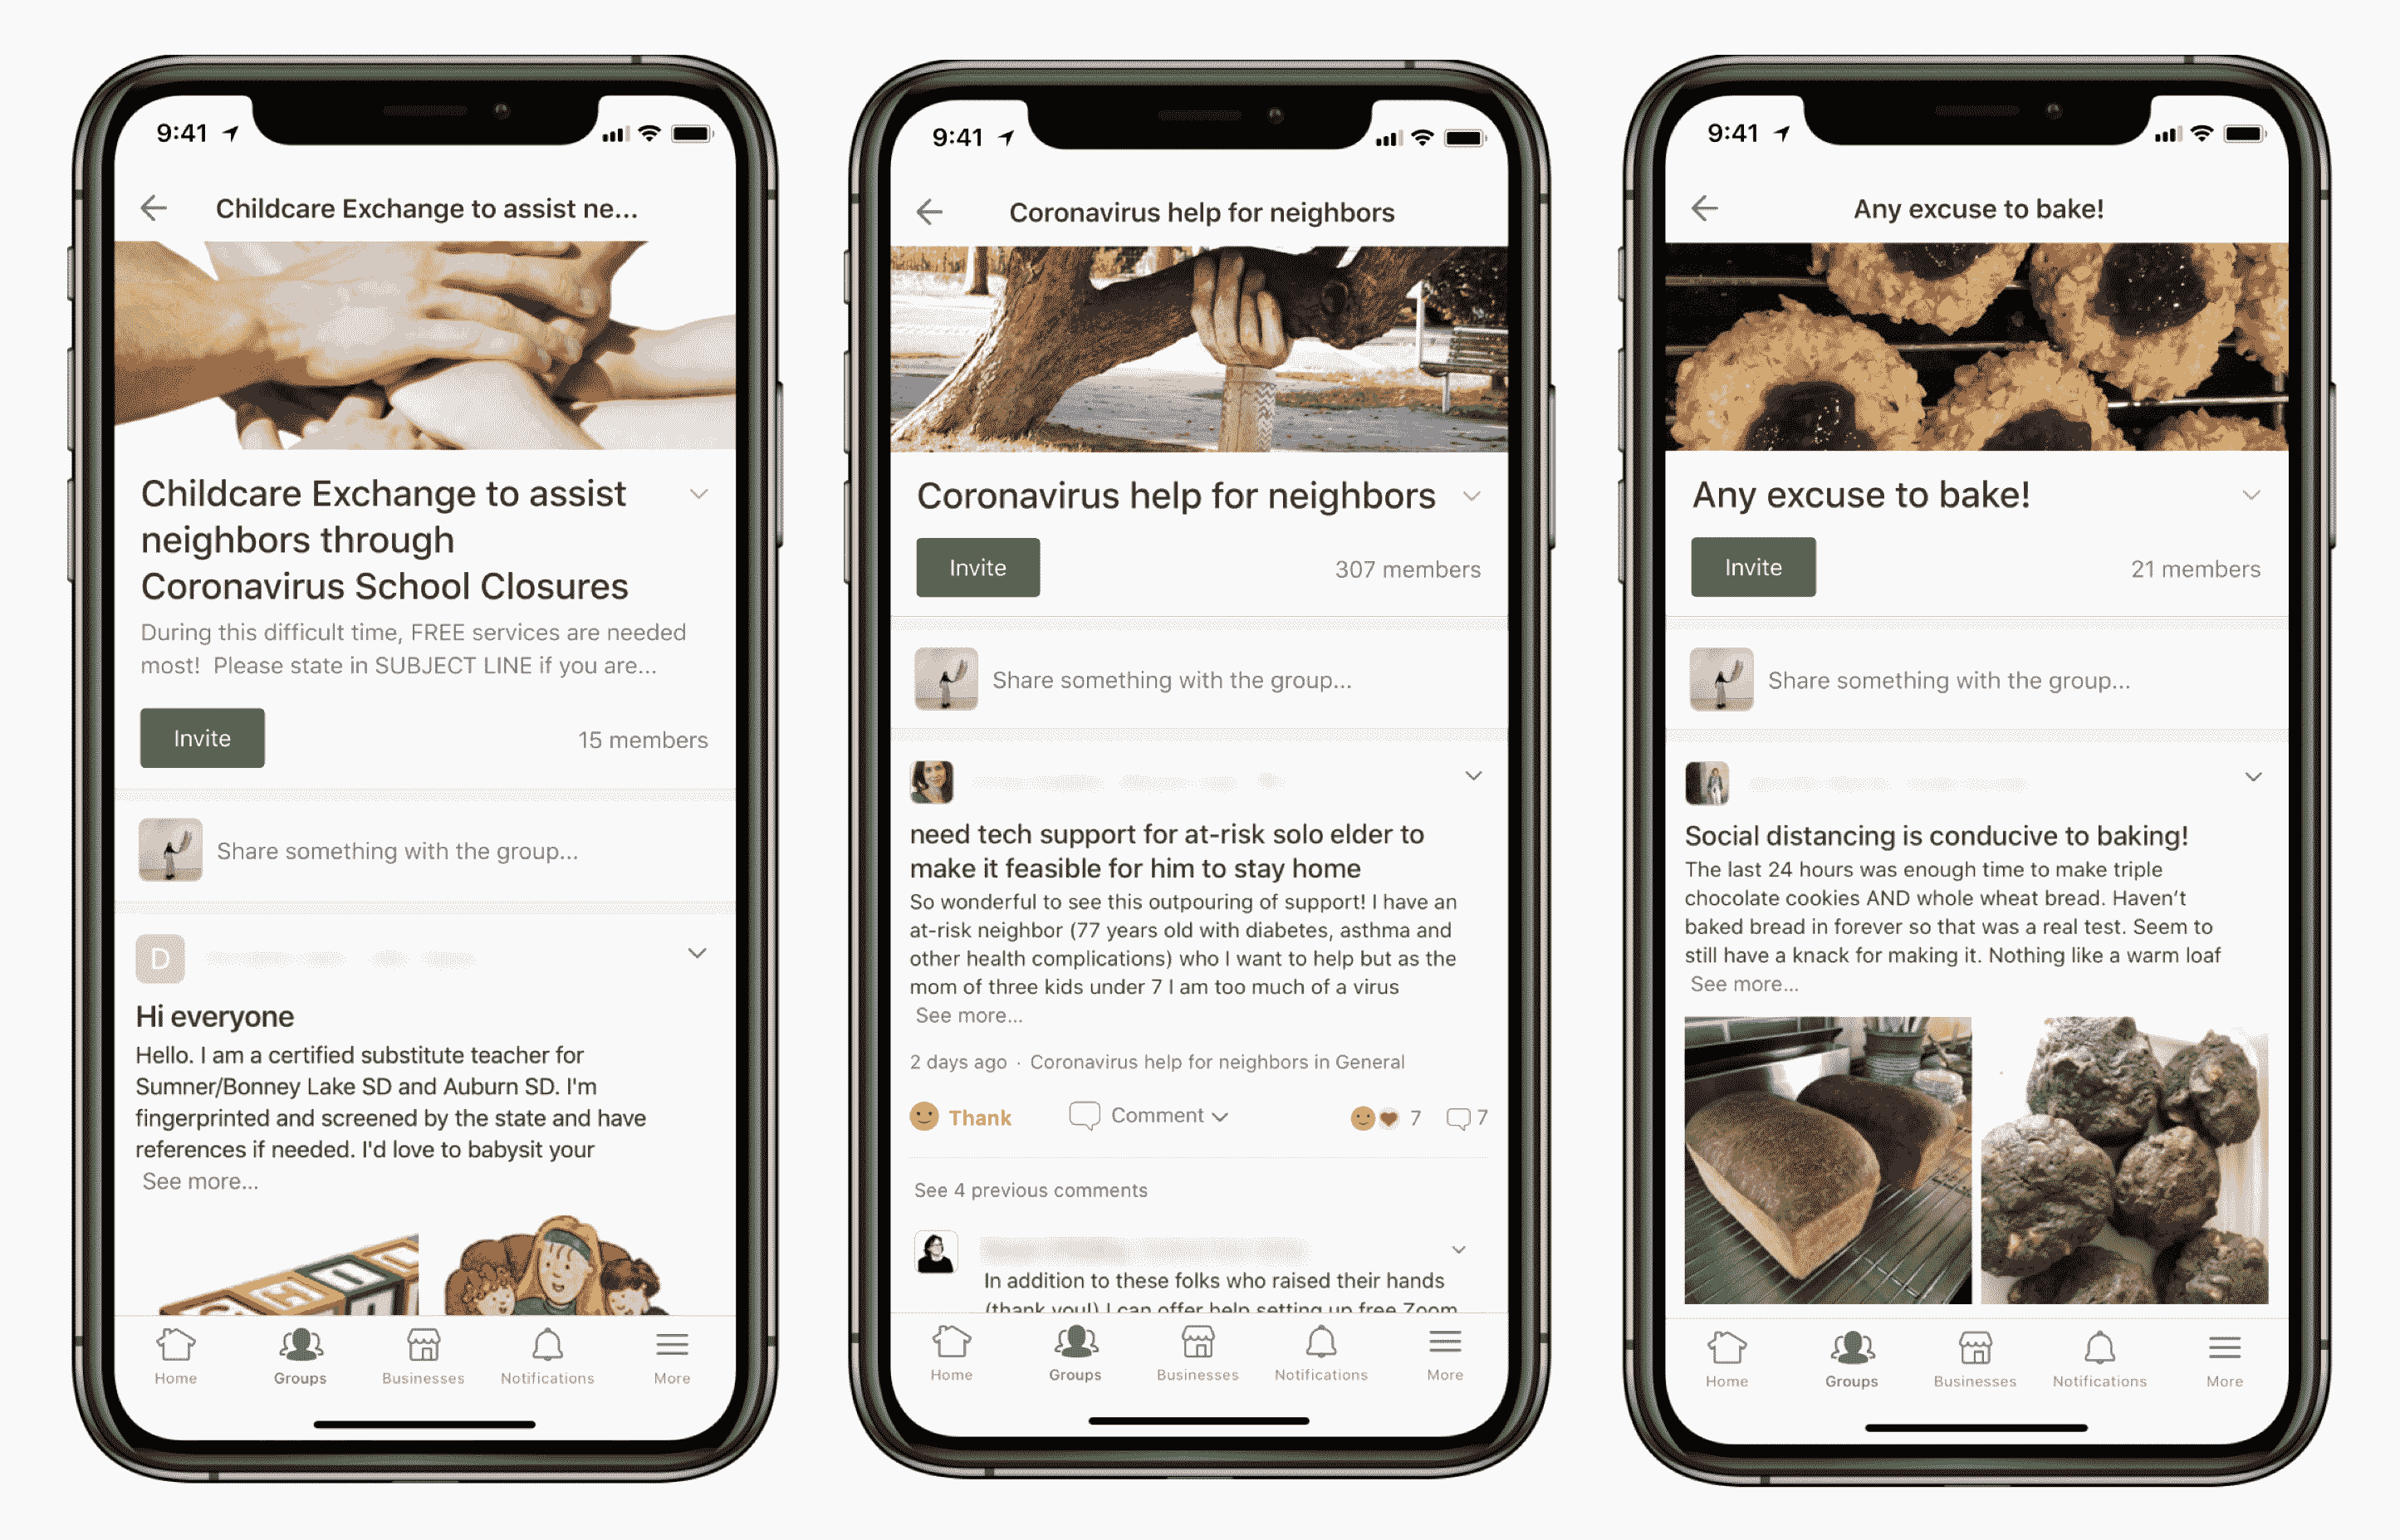 9:41
Childcare Exchange to assist ne...
Childcare Exchange to assist
neighbors through
Coronavirus School Closures
During this difficult time, FREE services are needed
most! Please state in SUBJECT LINE if you are...
Invite
15 members
Share something with the group...
D
Hi everyone
Hello. I am a certified substitute teacher for
Sumner/Bonney Lake SD and Auburn SD. I'm
fingerprinted and screened by the state and have
references if needed. I'd love to babysit your
See more...
Home
Groups
Businesses
Notifications
More
9:41
Coronavirus help for neighbors
Coronavirus help for neighbors
Invite
307 members
Share something with the group...
need tech support for at-risk solo elder to
make it feasible for him to stay home
So wonderful to see this outpouring of support! I have an
at-risk neighbor (77 years old with diabetes, asthma and
other health complications) who I want to help but as the
mom of three kids under 7 I am too much of a virus
See more...
2 days ago · Coronavirus help for neighbors in General
Thank
Comment
7
7
See 4 previous comments
In addition to these folks who raised their hands
(thank you!) I can offer help setting up free Zoom
Home
Groups
Businesses
Notifications
More
9:41
Any excuse to bake!
Any excuse to bake!
Invite
21 members
Share something with the group...
Social distancing is conducive to baking!
The last 24 hours was enough time to make triple
chocolate cookies AND whole wheat bread. Haven't
baked bread in forever so that was a real test. Seem to
still have a knack for making it. Nothing like a warm loaf
See more...
Home
Groups
Businesses
Notifications
More